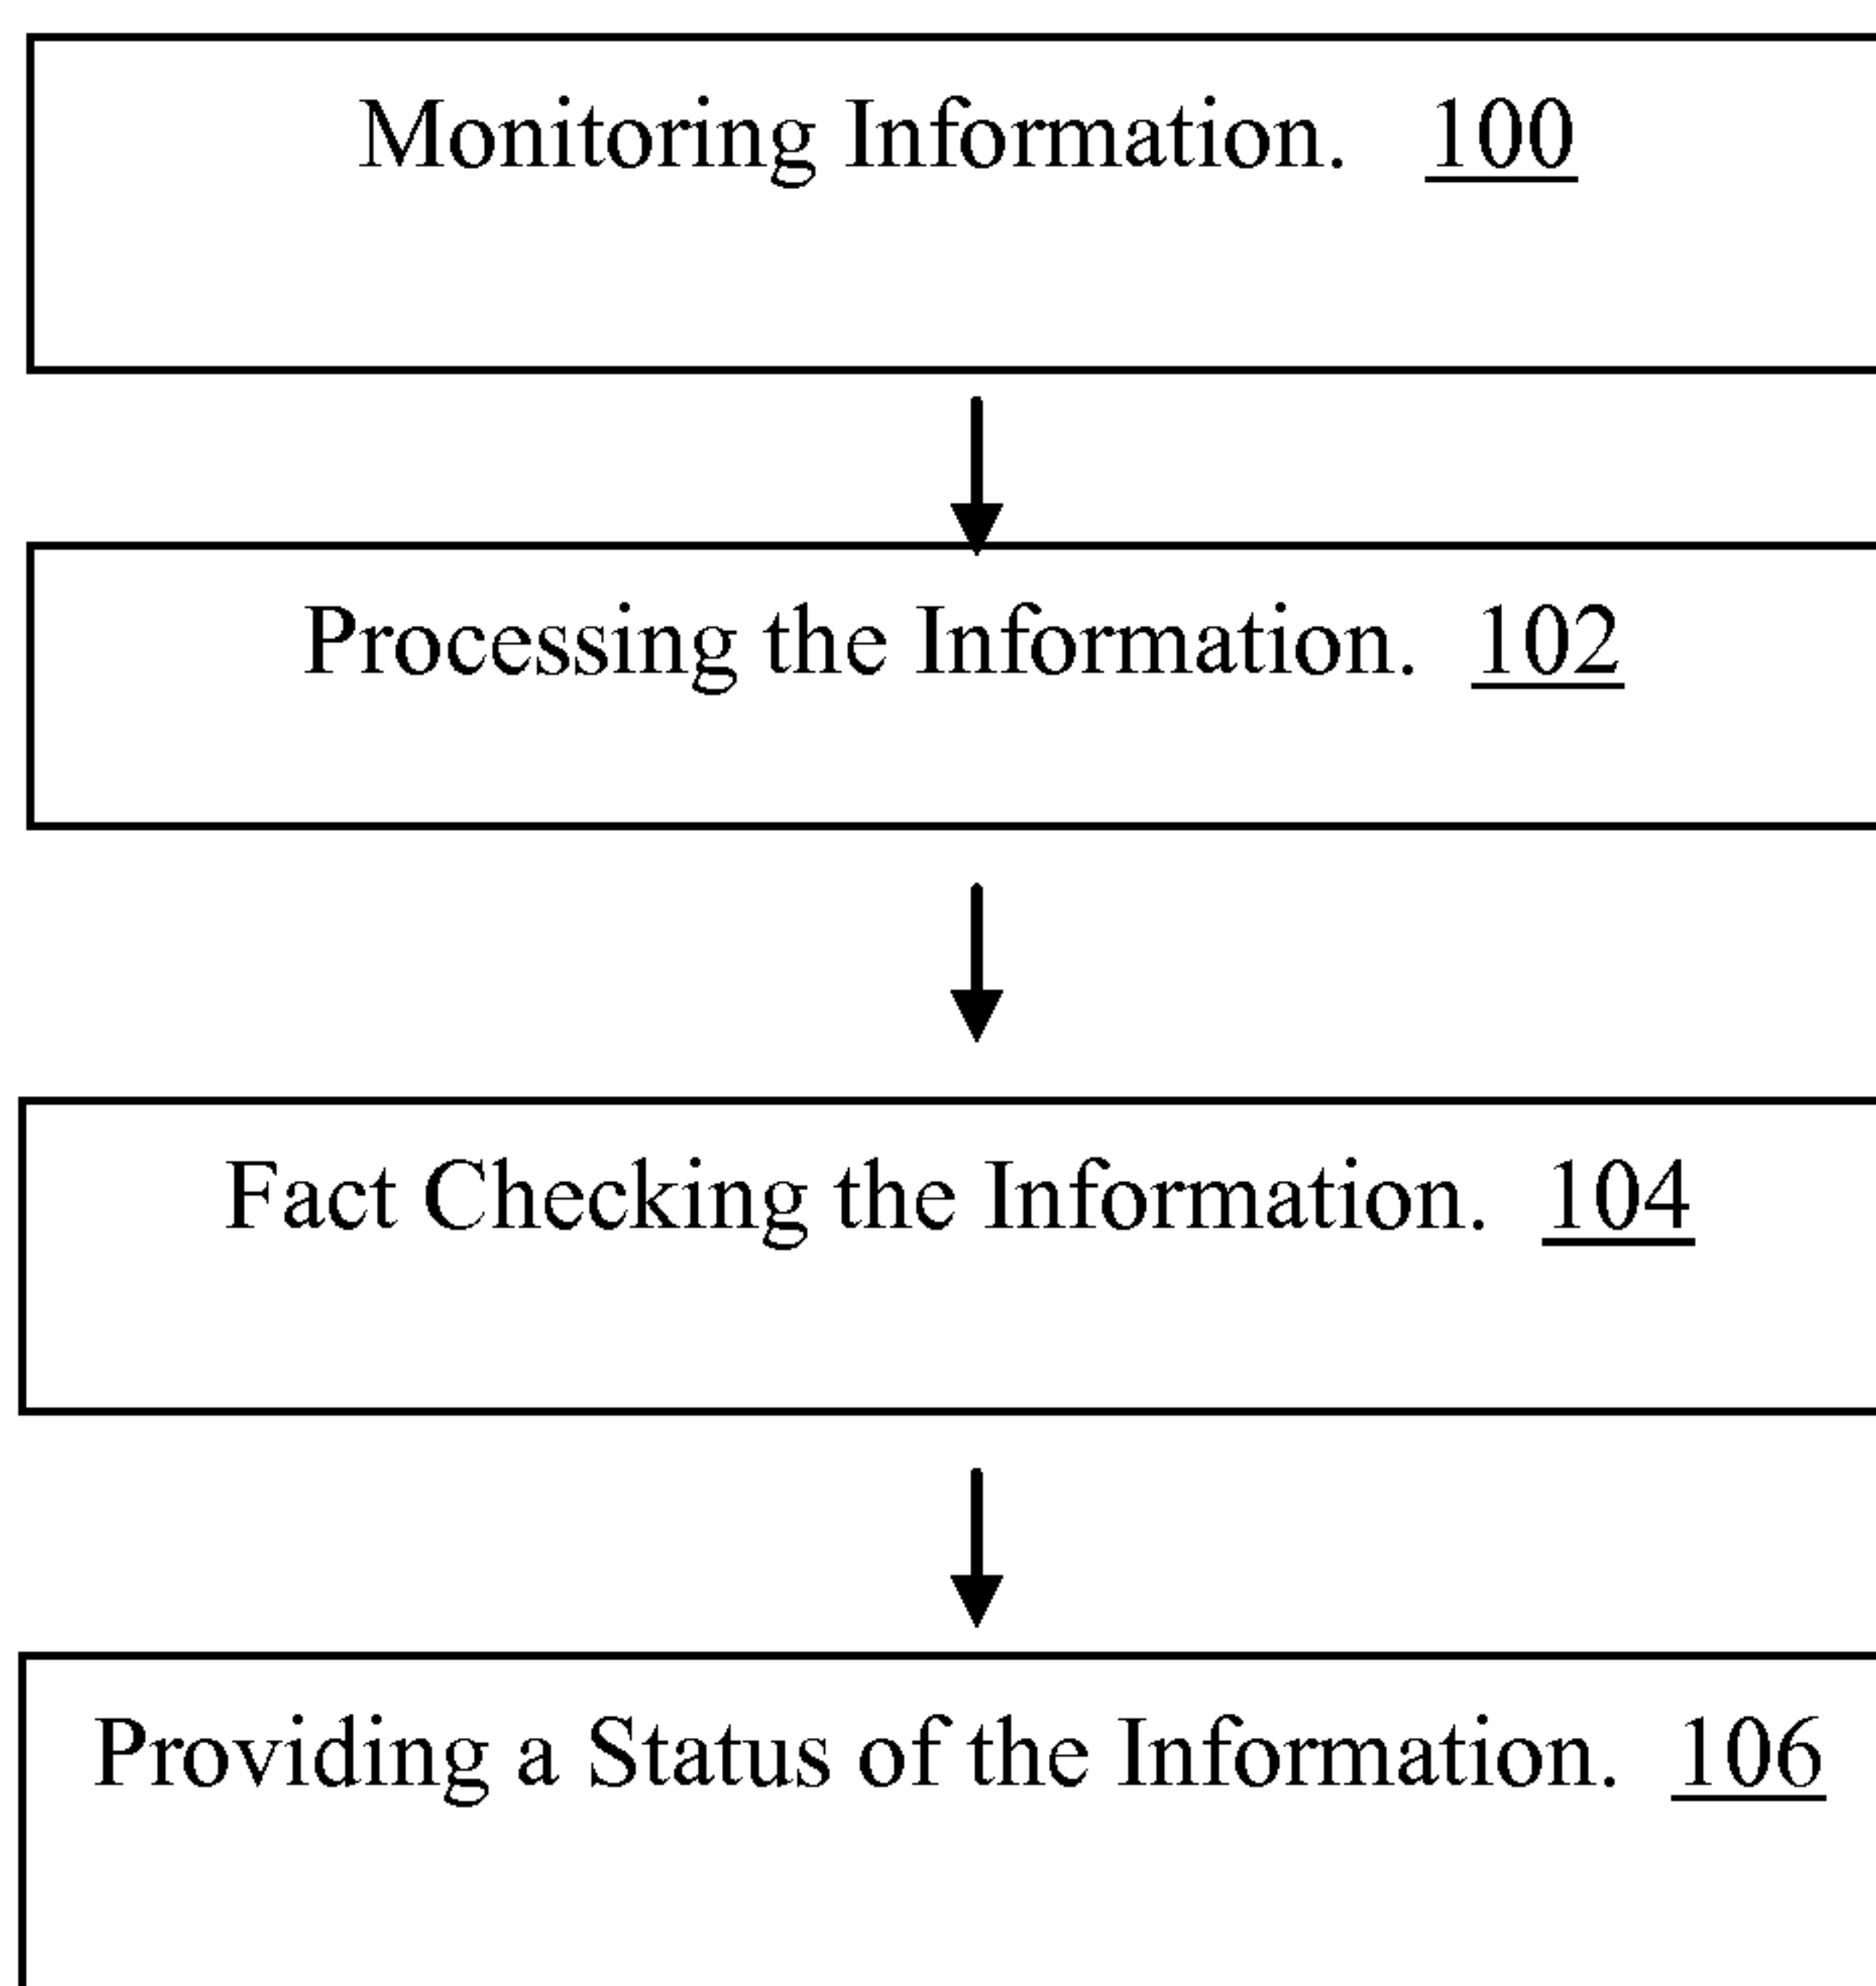 Monitoring Information. 100
Processing the Information. 102
Fact Checking the Information. 104
Providing a Status of the Information. 106